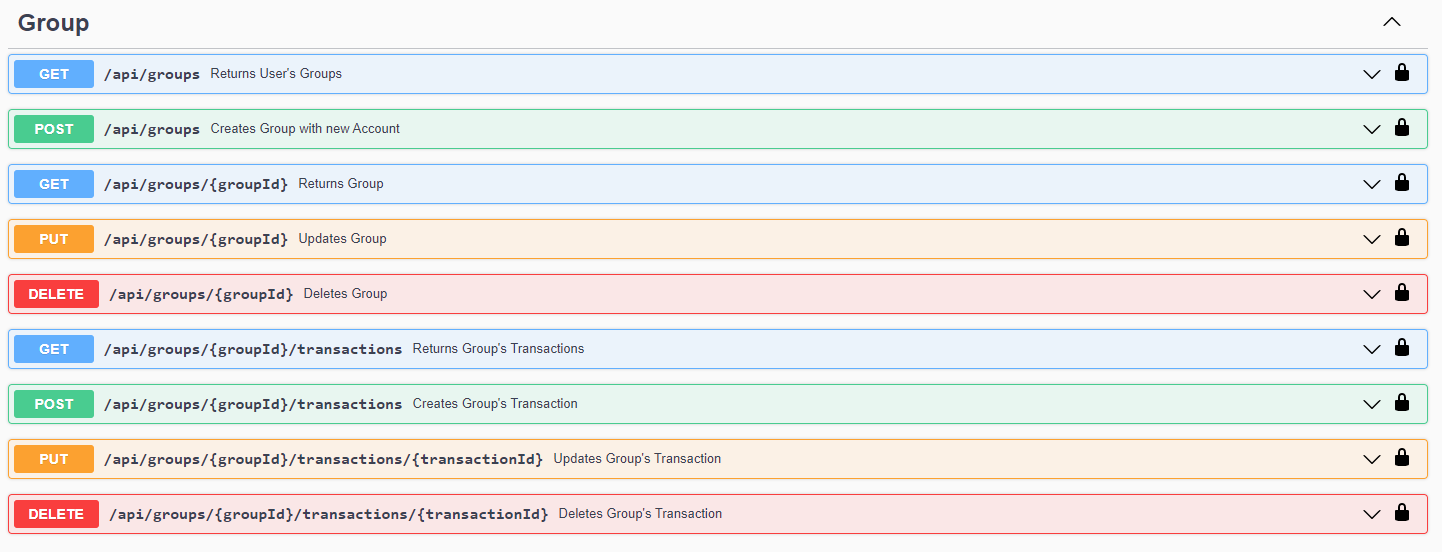 Group
GET /api/groups Returns User's Groups
POST /api/groups Creates Group with new Account
GET /api/groups/{groupId} Returns Group
PUT /api/groups/{groupId} Updates Group
DELETE /api/groups/{groupId} Deletes Group
GET /api/groups/{groupId}/transactions Returns Group's Transactions
POST /api/groups/{groupId}/transactions Creates Group's Transaction
PUT /api/groups/{groupId}/transactions/{transactionId} Updates Group's Transaction
DELETE /api/groups/{groupId}/transactions/{transactionId} Deletes Group's Transaction